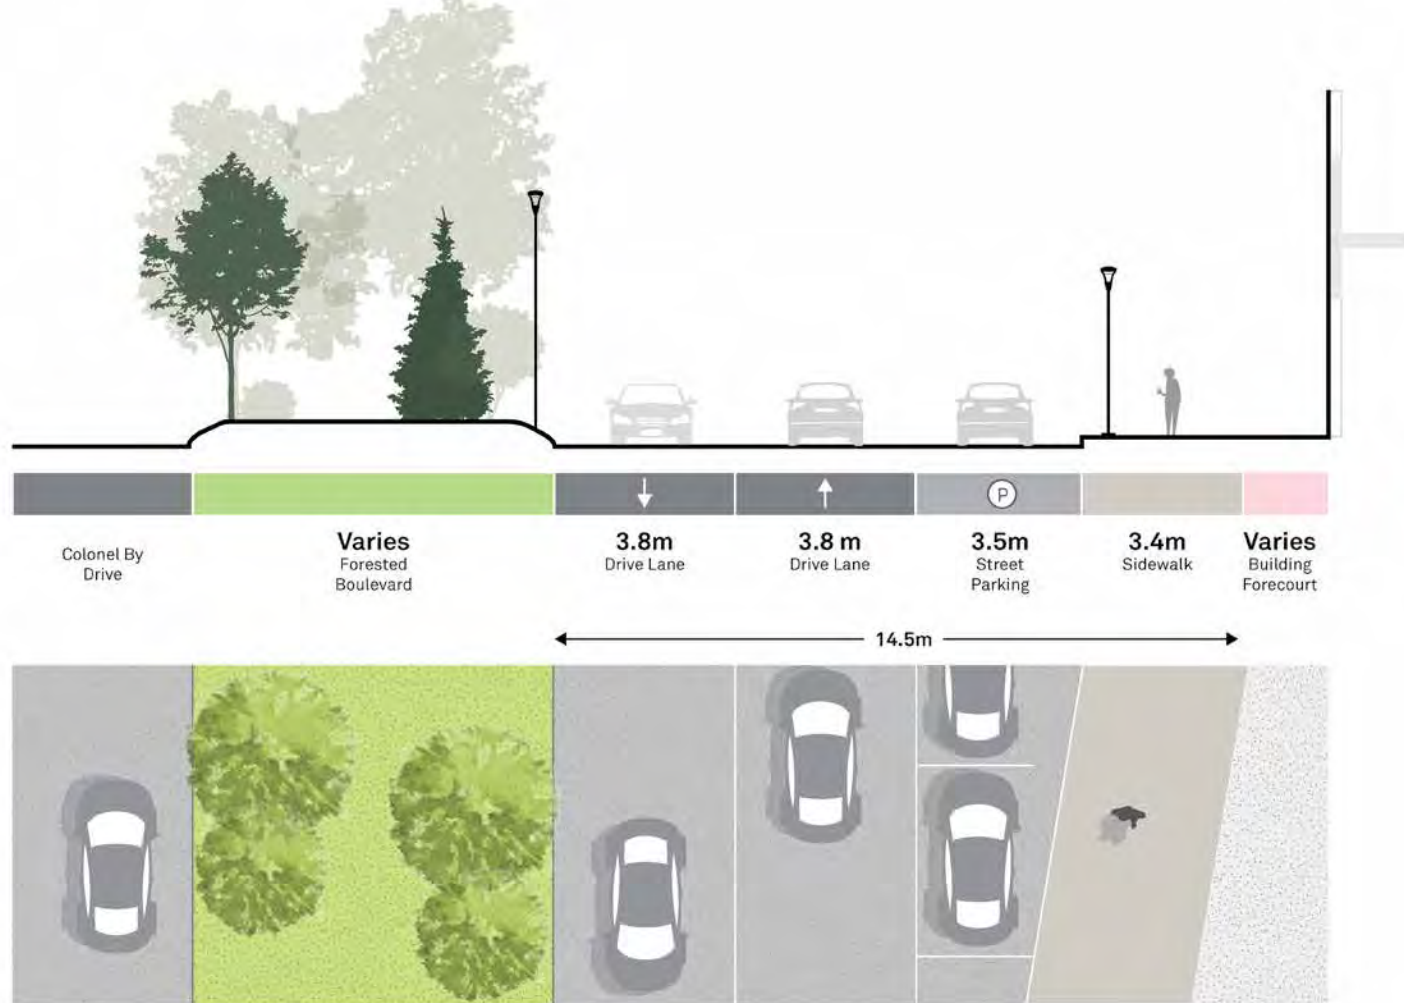 P
Colonel By
Drive
Varies
Forested
Boulevard
3.8m
Drive Lane
3.8 m
Drive Lane
3.5m
Street
Parking
3.4m
Sidewalk
Varies
Building
Forecourt
14.5m